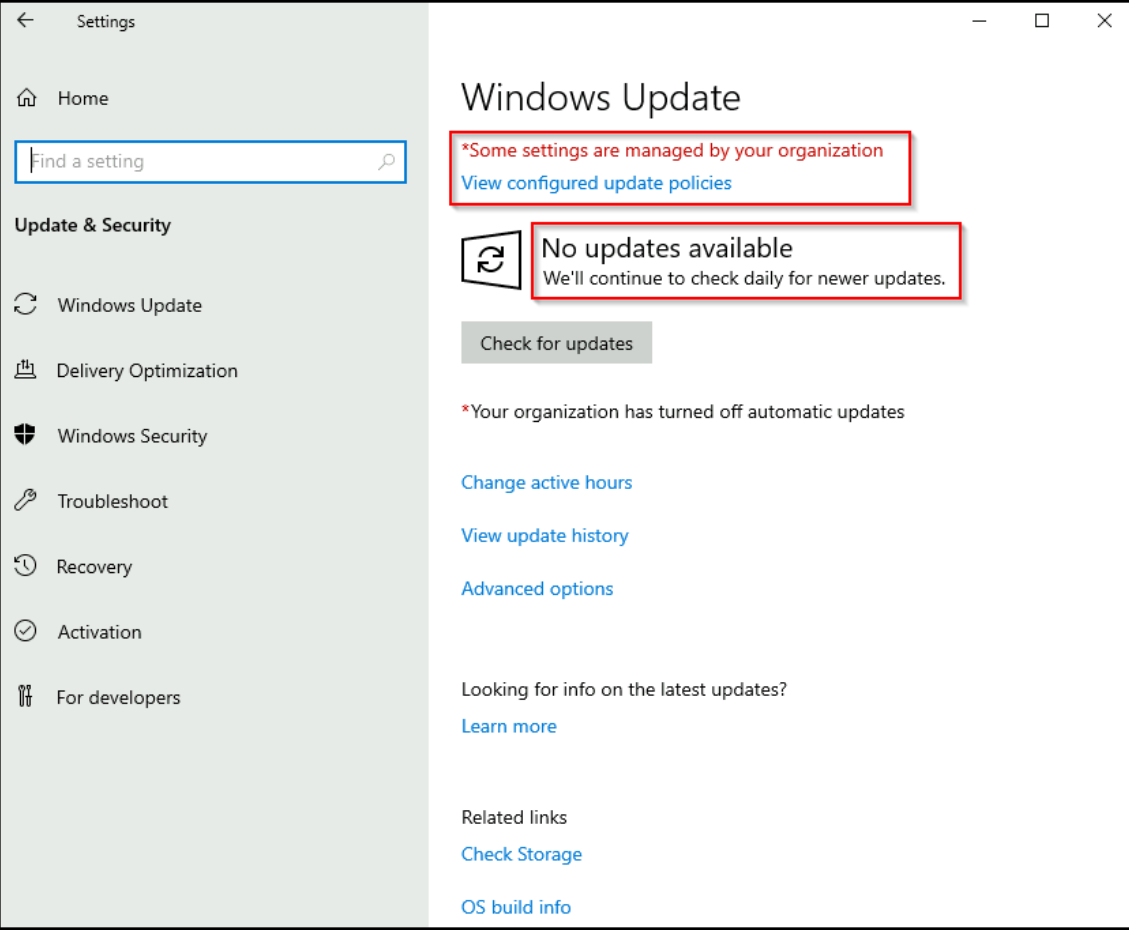 Settings
Home
Find a setting
Update & Security
Windows Update
Delivery Optimization
Windows Security
Troubleshoot
Recovery
Activation
For developers
Windows Update
*Some settings are managed by your organization
View configured update policies
No updates available
We'll continue to check daily for newer updates.
Check for updates
*Your organization has turned off automatic updates
Change active hours
View update history
Advanced options
Looking for info on the latest updates?
Learn more
Related links
Check Storage
OS build info